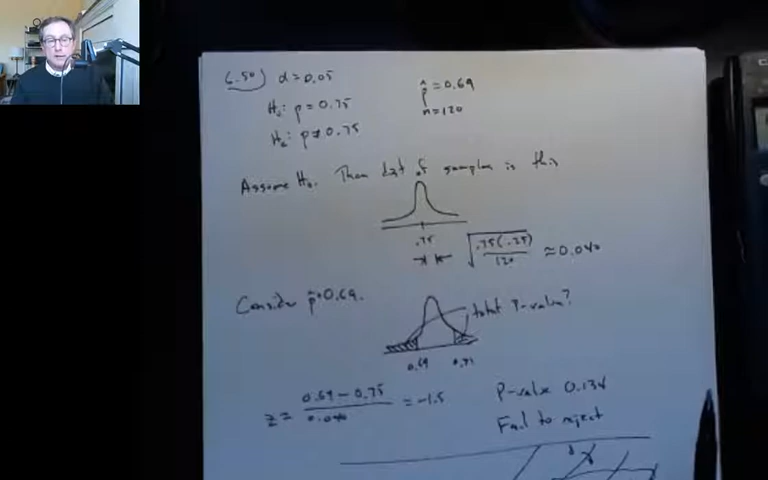 6.50) α = 0.05
H₀: p = 0.75
Hₐ: p ≠ 0.75
p̂ = 0.69
n = 120
Assume H₀. Then dist of samples is this
.75
√(.75(.25)/120) ≈ 0.040
Consider p̂ = 0.69.
total P-value?
0.69 0.81
z = (0.69 − 0.75)/0.040 = −1.5
P-value 0.134
Fail to reject